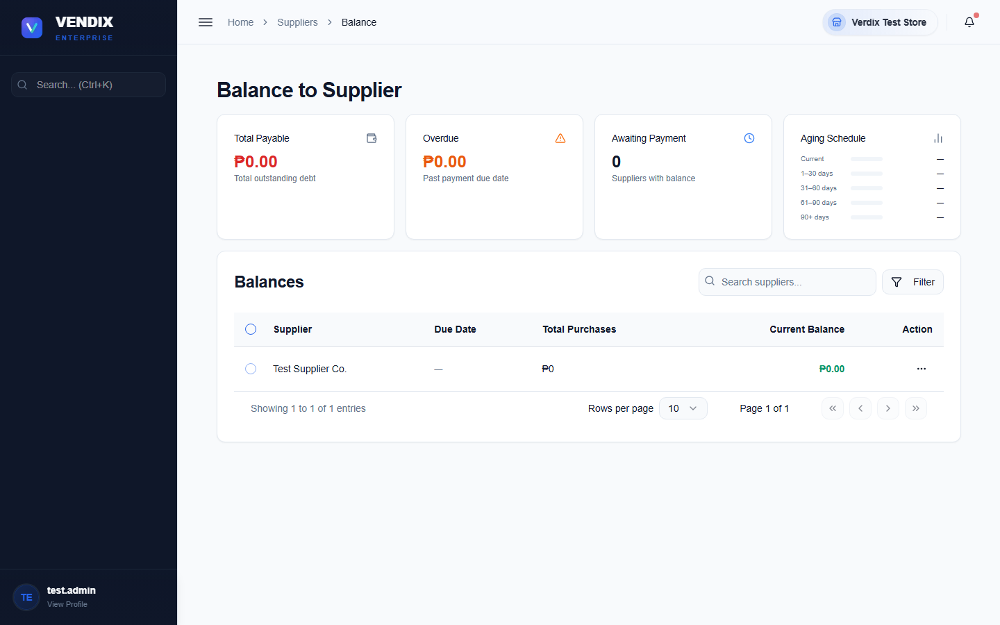 VENDIX
ENTERPRISE
Search... (Ctrl+K)
TE
test.admin
View Profile
Home
Suppliers
Balance
Verdix Test Store
Balance to Supplier
Total Payable
₱0.00
Total outstanding debt
Overdue
₱0.00
Past payment due date
Awaiting Payment
0
Suppliers with balance
Aging Schedule
Current —
1–30 days —
31–60 days —
61–90 days —
90+ days —
Balances
Search suppliers...
Filter
Supplier Due Date Total Purchases Current Balance Action
Test Supplier Co. — ₱0 ₱0.00 ...
Showing 1 to 1 of 1 entries
Rows per page 10
Page 1 of 1